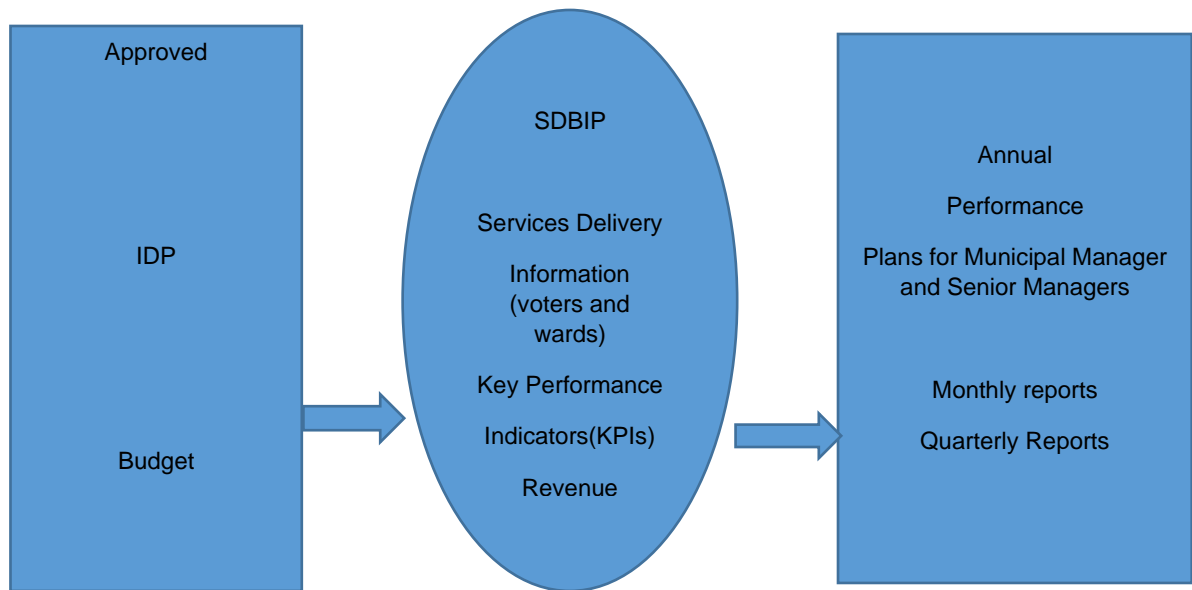 Approved
IDP
Budget
SDBIP
Services Delivery
Information
(voters and
wards)
Key Performance
Indicators(KPIs)
Revenue
Annual
Performance
Plans for Municipal Manager
and Senior Managers
Monthly reports
Quarterly Reports